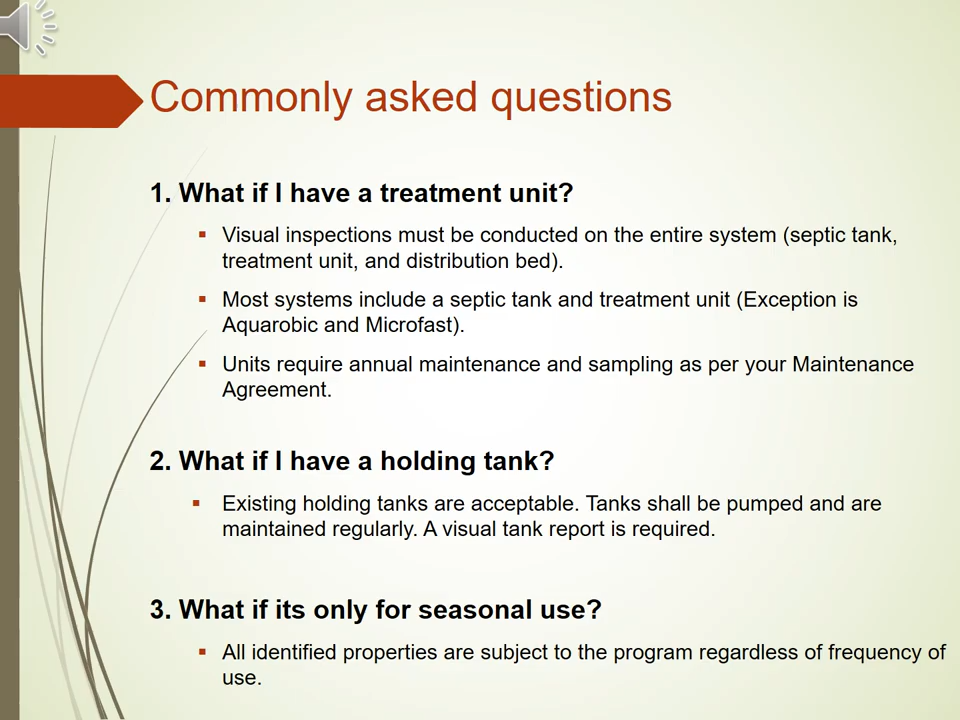 Commonly asked questions
1. What if I have a treatment unit?
▪ Visual inspections must be conducted on the entire system (septic tank,
treatment unit, and distribution bed).
▪ Most systems include a septic tank and treatment unit (Exception is
Aquarobic and Microfast).
▪ Units require annual maintenance and sampling as per your Maintenance
Agreement.
2. What if I have a holding tank?
▪ Existing holding tanks are acceptable. Tanks shall be pumped and are
maintained regularly. A visual tank report is required.
3. What if its only for seasonal use?
▪ All identified properties are subject to the program regardless of frequency of
use.